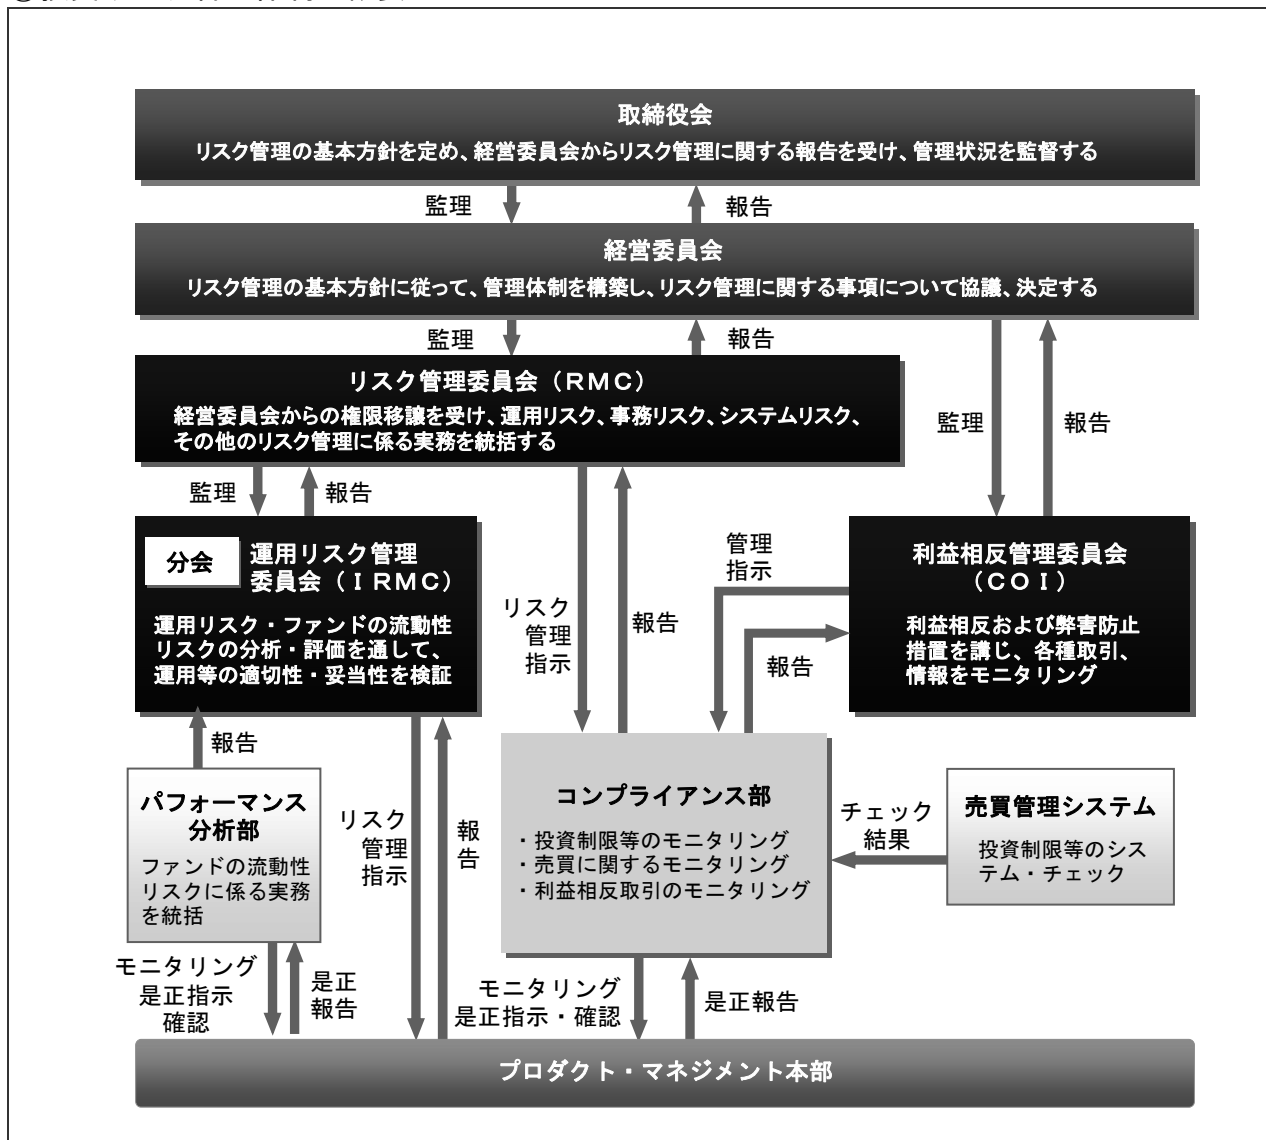 取締役会
リスク管理の基本方針を定め、経営委員会からリスク管理に関する報告を受け、管理状況を監督する
監理
報告
経営委員会
リスク管理の基本方針に従って、管理体制を構築し、リスク管理に関する事項について協議、決定する
監理
報告
リスク管理委員会（ＲＭＣ）
経営委員会からの権限移譲を受け、運用リスク、事務リスク、システムリスク、
その他のリスク管理に係る実務を統括する
監理
報告
監理
報告
分会
運用リスク管理
委員会（ＩＲＭＣ）
運用リスク・ファンドの流動性
リスクの分析・評価を通して、
運用等の適切性・妥当性を検証
リスク
管理
指示
報告
管理
指示
報告
利益相反管理委員会
（ＣＯＩ）
利益相反および弊害防止
措置を講じ、各種取引、
情報をモニタリング
報告
パフォーマンス
分析部
ファンドの流動性
リスクに係る実務
を統括
リスク
管理
指示
報
告
コンプライアンス部
・投資制限等のモニタリング
・売買に関するモニタリング
・利益相反取引のモニタリング
チェック
結果
売買管理システム
投資制限等のシス
テム・チェック
モニタリング
是正指示
確認
是正
報告
モニタリング
是正指示・確認
是正報告
プロダクト・マネジメント本部